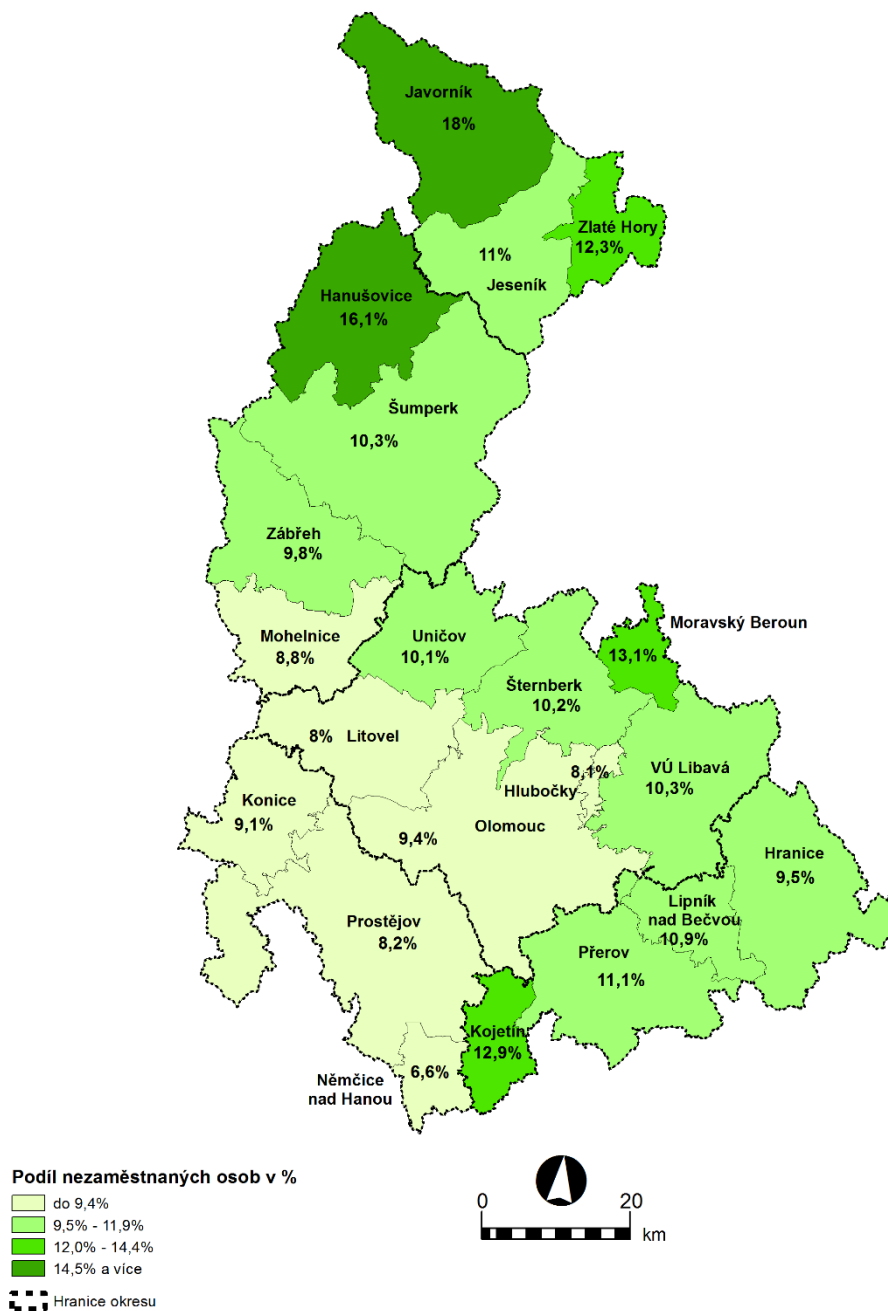 Javorník
18%
Zlaté Hory
12,3%
11%
Jeseník
Hanušovice
16,1%
Šumperk
10,3%
Zábřeh
9,8%
Mohelnice
8,8%
Uničov
10,1%
Moravský Beroun
13,1%
Šternberk
10,2%
8% Litovel
8,1%
Hlubočky
VÚ Libavá
10,3%
Konice
9,1%
9,4%
Olomouc
Hranice
9,5%
Prostějov
8,2%
Lipník
nad Bečvou
10,9%
Přerov
11,1%
Kojetín
12,9%
6,6%
Němčice
nad Hanou
Podíl nezaměstnaných osob v %
do 9,4%
9,5% - 11,9%
12,0% - 14,4%
14,5% a více
Hranice okresu
0 20
km